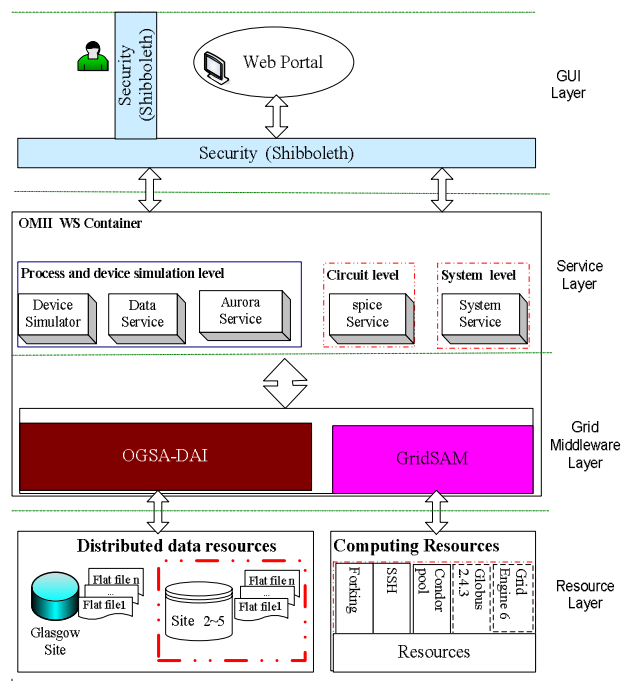 Security
(Shibboleth)
Web Portal
GUI
Layer
Security (Shibboleth)
OMII WS Container
Process and device simulation level
Circuit level
System level
Service
Layer
Device
Simulator
Data
Service
Aurora
Service
spice
Service
System
Service
OGSA-DAI
GridSAM
Grid
Middleware
Layer
Distributed data resources
Computing Resources
Flat file n
...
Flat file1
Glasgow
Site
Site 2~5
Flat file n
...
Flat file1
Forking
SSH
Condor
pool
Globus
2.4.3
Grid
Engine 6
Resources
Resource
Layer